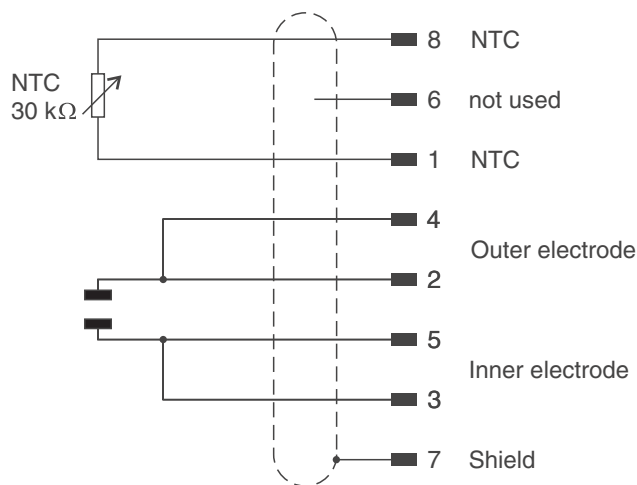 8 NTC
NTC
30 kΩ
6 not used
1 NTC
4
Outer electrode
2
5
Inner electrode
3
7 Shield